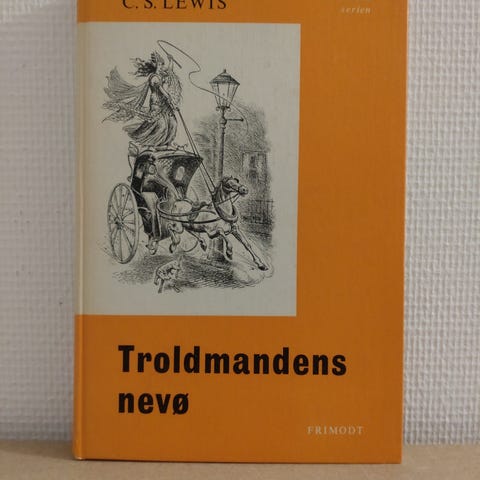 C. S. LEWIS
serien
Troldmandens
nevø
FRIMODT